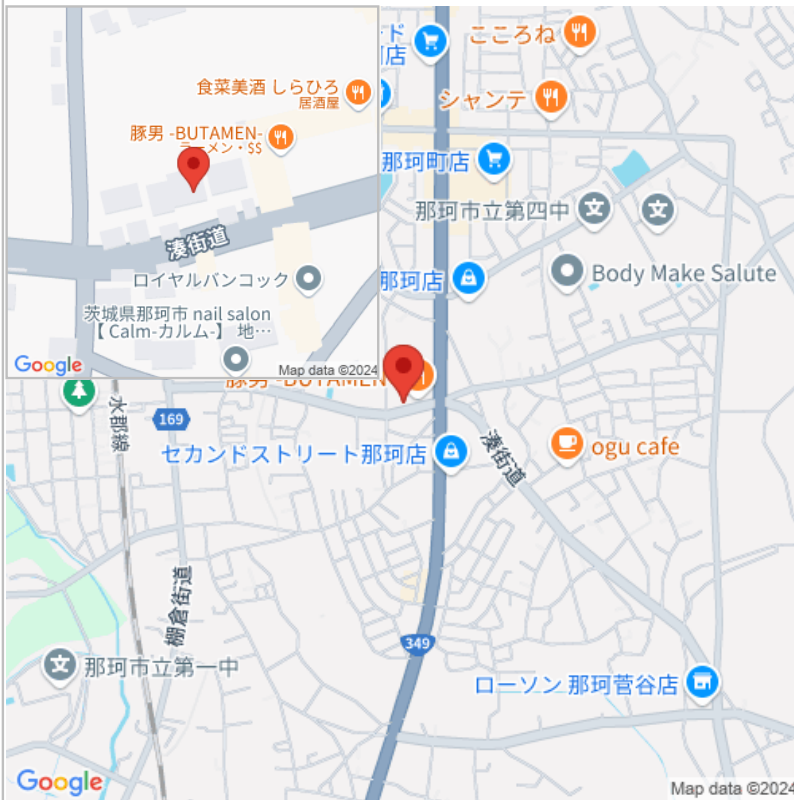 食菜美酒 しらひろ
居酒屋
豚男 -BUTAMEN-
ラーメン・$$
湊街道
ロイヤルバンコック
茨城県那珂市 nail salon
【 Calm-カルム-】 地…
Google
Map data ©2024
こころね
シャンテ
那珂町店
那珂市立第四中
那珂店
Body Make Salute
豚男 -BUTAMEN
169
水郡線
セカンドストリート那珂店
湊街道
ogu cafe
棚倉街道
349
那珂市立第一中
ローソン 那珂菅谷店
Google
Map data ©2024